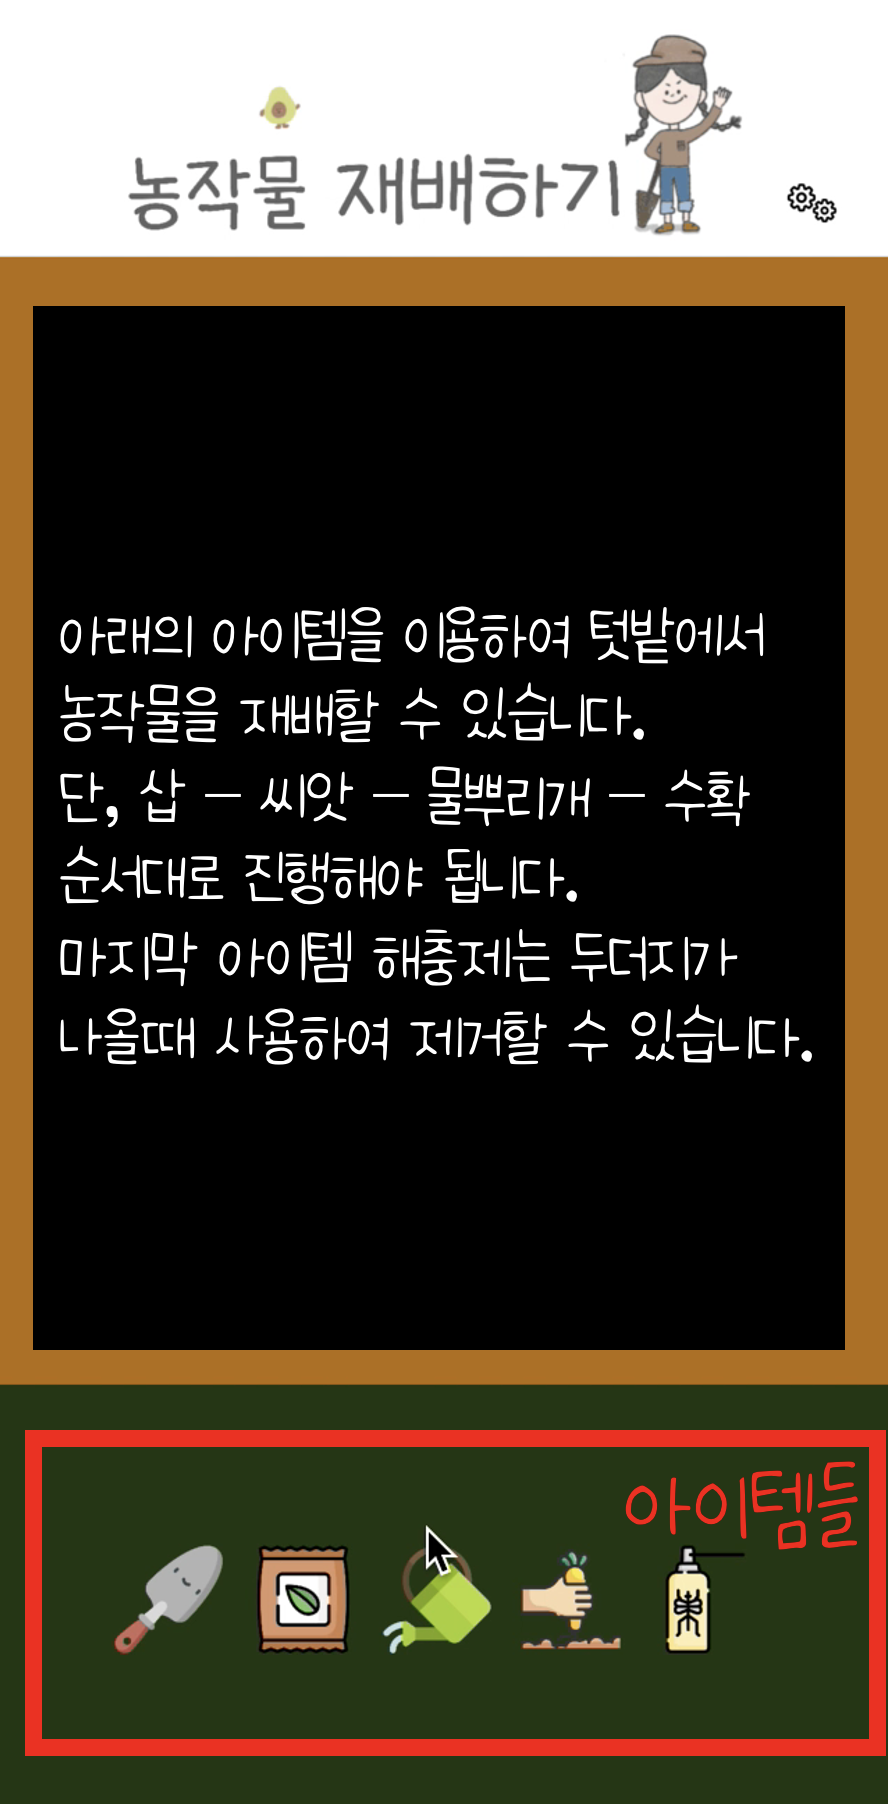 농작물 재배하기
아래의 아이템을 이용하여 텃밭에서
농작물을 재배할 수 있습니다.
단, 삽 - 씨앗 - 물뿌리개 - 수확
순서대로 진행해야 됩니다.
마지막 아이템 해충제는 두더지가
나올때 사용하여 제거할 수 있습니다.
아이템들